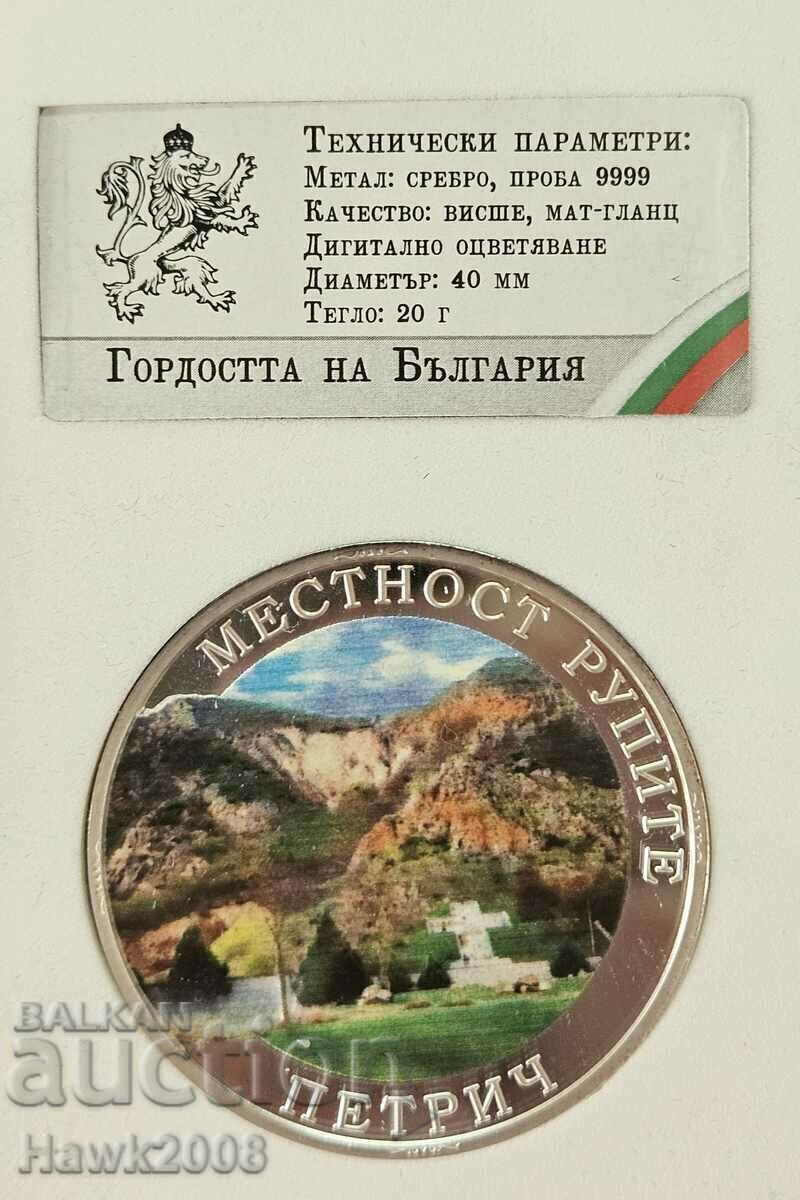 Технически параметри:
Метал: сребро, проба 9999
Качество: висше, мат-гланц
Дигитално оцветяване
Диаметър: 40 мм
Тегло: 20 г
Гордостта на България
МЕСТНОСТ РУПИТЕ
ПЕТРИЧ
BALKAN
auction
Hawk2008